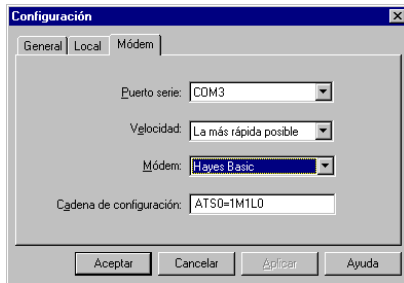 Configuración
General Local Módem
Puerto serie: COM3
Velocidad: La más rápida posible
Módem: Hayes Basic
Cadena de configuración: ATS0=1M1L0
Aceptar Cancelar Aplicar Ayuda